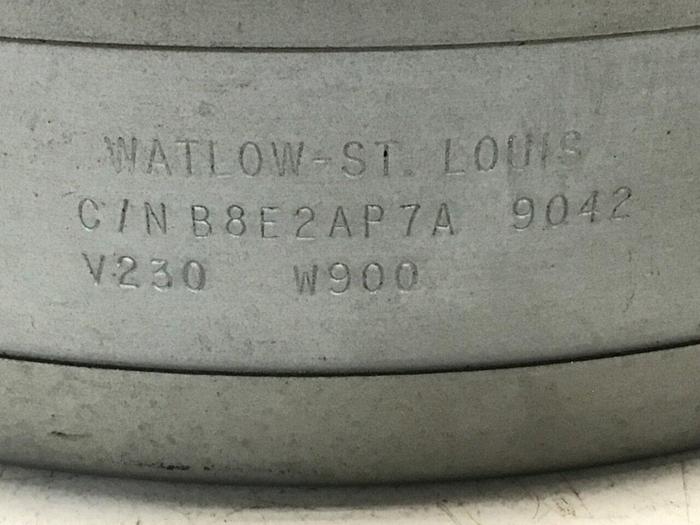 WATLOW-ST. LOUIS
C/N B8E2AP7A 9042
V230 W900